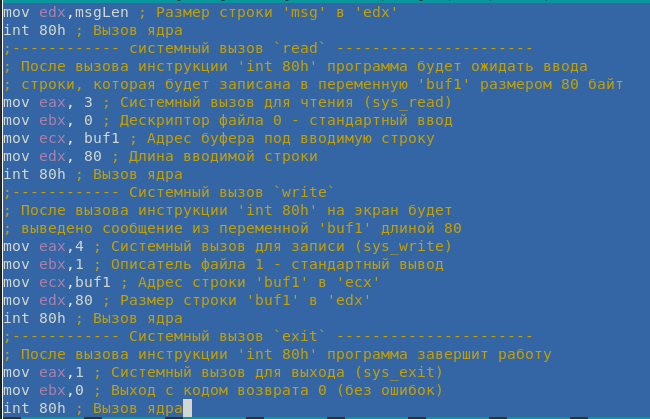 mov edx,msgLen ; Размер строки 'msg' в 'edx'
int 80h ; Вызов ядра
;------------ системный вызов `read` ----------------------
; После вызова инструкции 'int 80h' программа будет ожидать ввода
; строки, которая будет записана в переменную 'buf1' размером 80 байт
mov eax, 3 ; Системный вызов для чтения (sys_read)
mov ebx, 0 ; Дескриптор файла 0 - стандартный ввод
mov ecx, buf1 ; Адрес буфера под вводимую строку
mov edx, 80 ; Длина вводимой строки
int 80h ; Вызов ядра
;------------ Системный вызов `write`
; После вызова инструкции 'int 80h' на экран будет
; выведено сообщение из переменной 'buf1' длиной 80
mov eax,4 ; Системный вызов для записи (sys_write)
mov ebx,1 ; Описатель файла 1 - стандартный вывод
mov ecx,buf1 ; Адрес строки 'buf1' в 'ecx'
mov edx,80 ; Размер строки 'buf1' в 'edx'
int 80h ; Вызов ядра
;------------ Системный вызов `exit` ----------------------
; После вызова инструкции 'int 80h' программа завершит работу
mov eax,1 ; Системный вызов для выхода (sys_exit)
mov ebx,0 ; Выход с кодом возврата 0 (без ошибок)
int 80h ; Вызов ядра